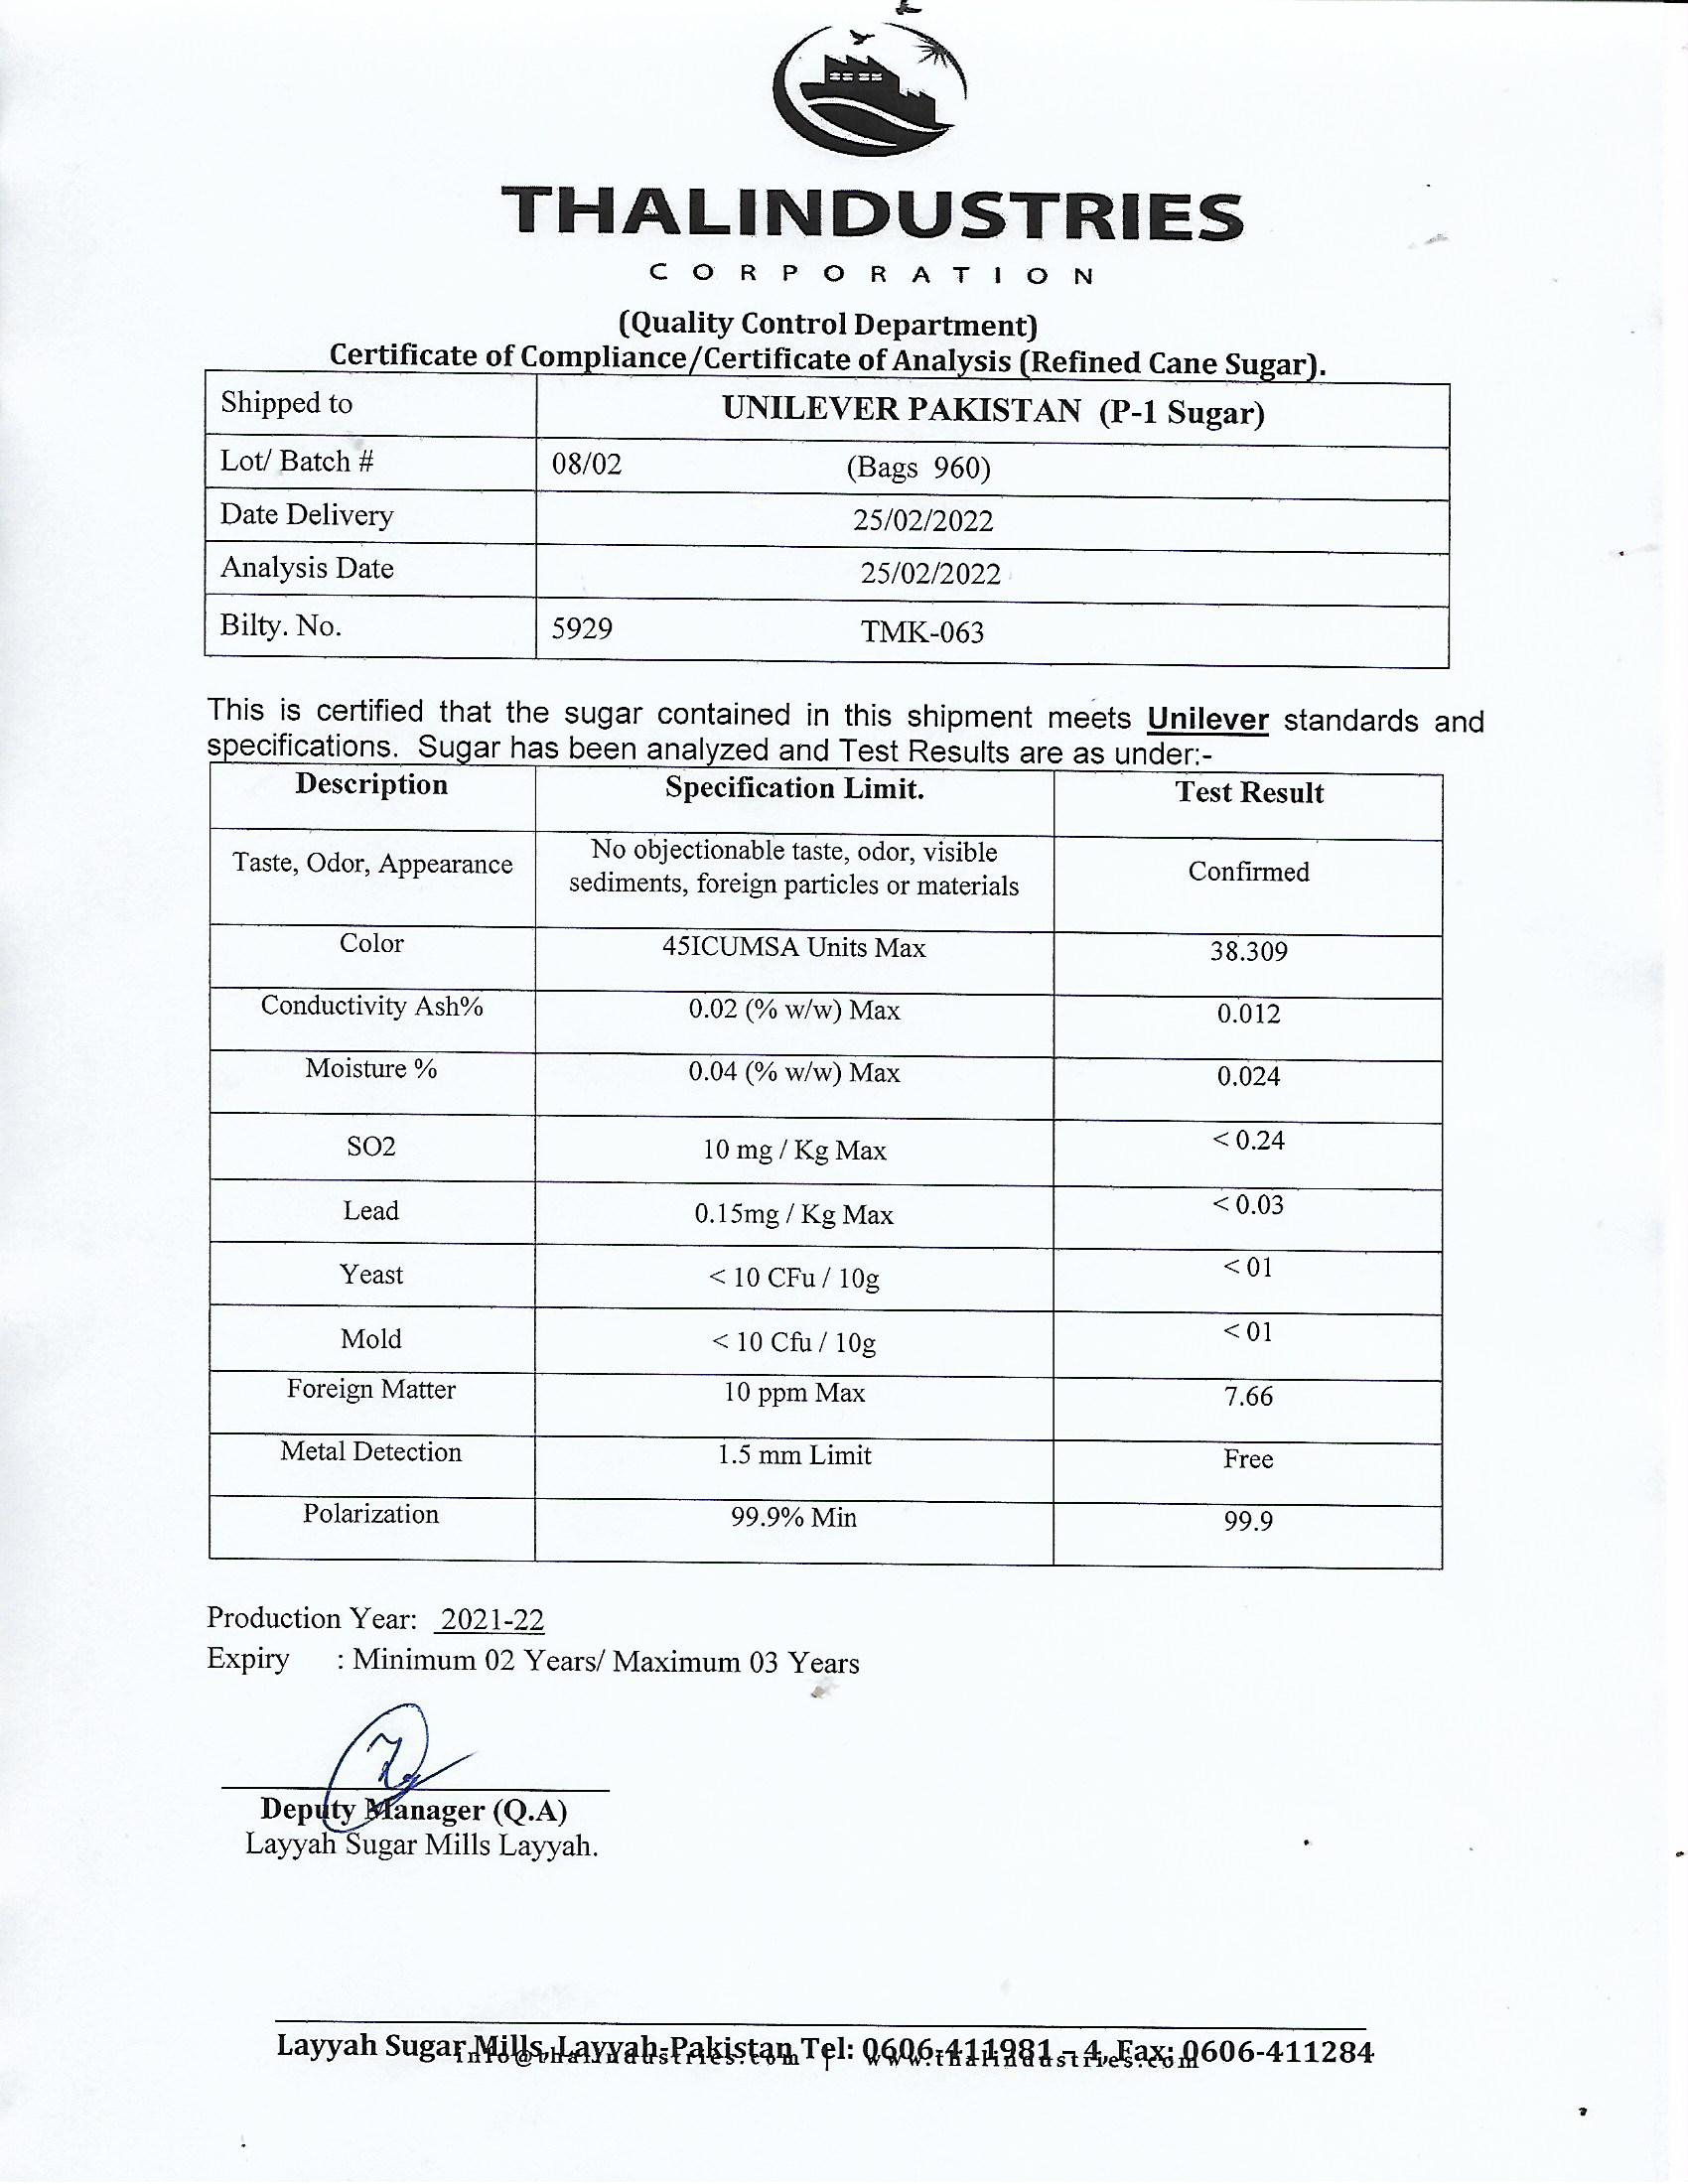 THALINDUSTRIES
CORPORATION
(Quality Control Department)
Certificate of Compliance/Certificate of Analysis (Refined Cane Sugar).
Shipped to UNILEVER PAKISTAN (P-1 Sugar)
Lot/ Batch # 08/02 (Bags 960)
Date Delivery 25/02/2022
Analysis Date 25/02/2022
Bilty. No. 5929 TMK-063
This is certified that the sugar contained in this shipment meets Unilever standards and
specifications. Sugar has been analyzed and Test Results are as under:-
Description Specification Limit. Test Result
Taste, Odor, Appearance No objectionable taste, odor, visible
sediments, foreign particles or materials Confirmed
Color 45ICUMSA Units Max 38.309
Conductivity Ash% 0.02 (% w/w) Max 0.012
Moisture % 0.04 (% w/w) Max 0.024
SO2 10 mg / Kg Max < 0.24
Lead 0.15mg / Kg Max < 0.03
Yeast < 10 CFu / 10g < 01
Mold < 10 Cfu / 10g < 01
Foreign Matter 10 ppm Max 7.66
Metal Detection 1.5 mm Limit Free
Polarization 99.9% Min 99.9
Production Year: 2021-22
Expiry : Minimum 02 Years/ Maximum 03 Years
Deputy Manager (Q.A)
Layyah Sugar Mills Layyah.
Layyah Sugar Mills, Layyah-Pakistan Tel: 0606-411981 – 4, Fax: 0606-411284
info@thalindustries.com | www.thalindustries.com